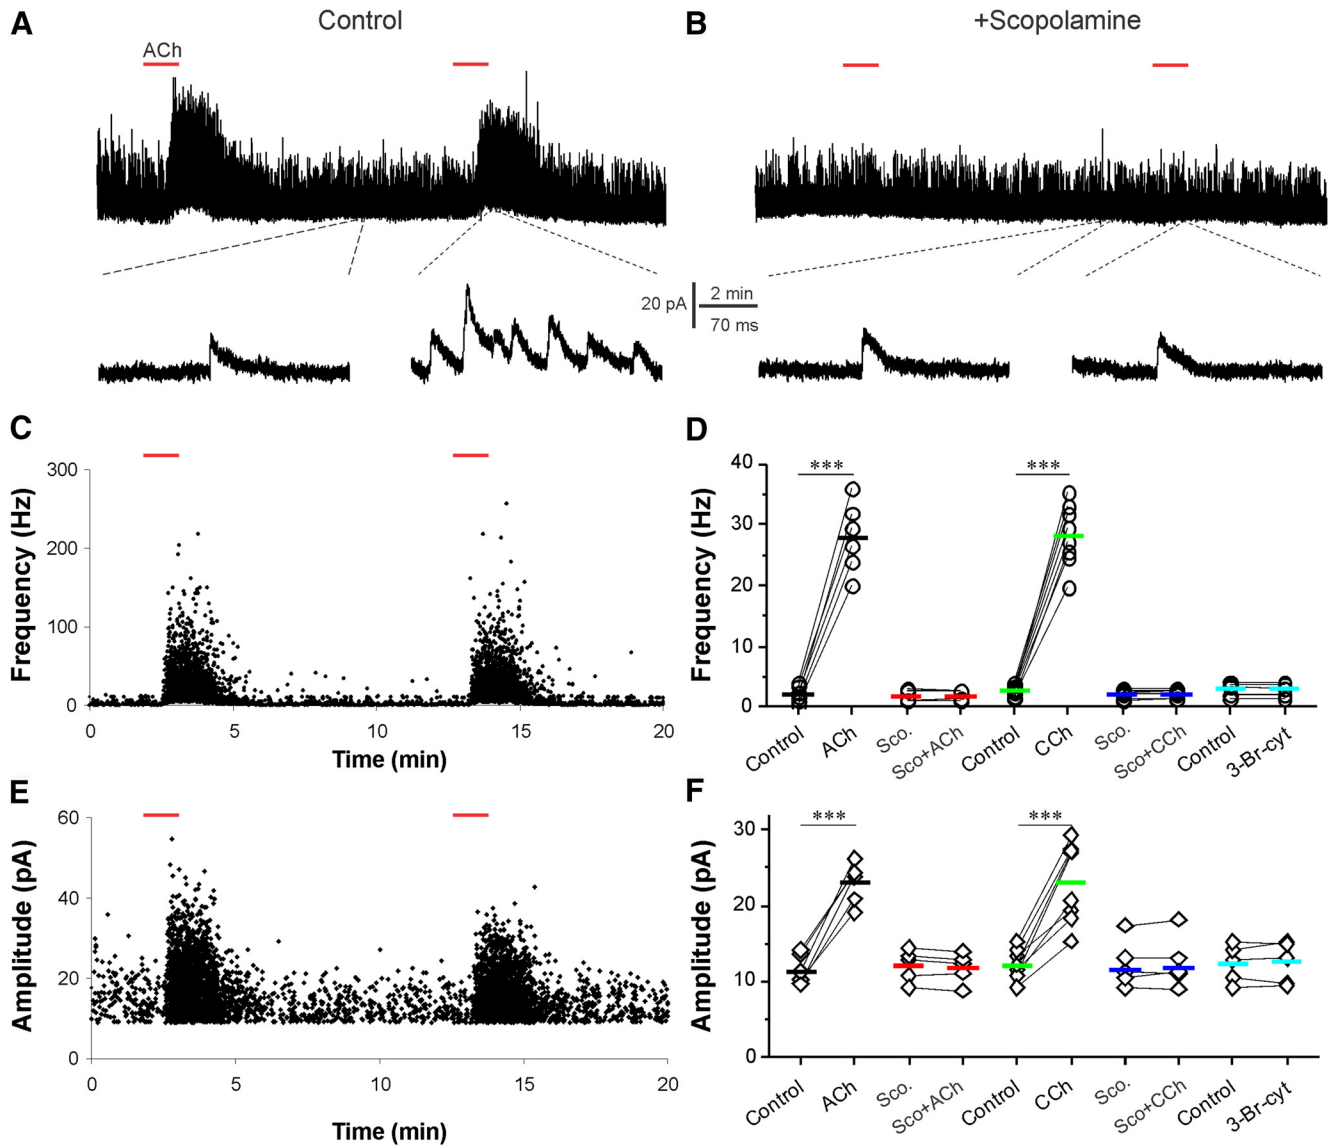 A Control
B +Scopolamine
ACh
20 pA
2 min
70 ms
C
Frequency (Hz)
300
200
100
0
0 5 10 15 20
Time (min)
D
Frequency (Hz)
40
30
20
10
0
*** ***
Control ACh Sco. Sco+ACh Control CCh Sco. Sco+CCh Control 3-Br-cyt
E
Amplitude (pA)
60
40
20
0
0 5 10 15 20
Time (min)
F
Amplitude (pA)
30
20
10
0
*** ***
Control ACh Sco. Sco+ACh Control CCh Sco. Sco+CCh Control 3-Br-cyt